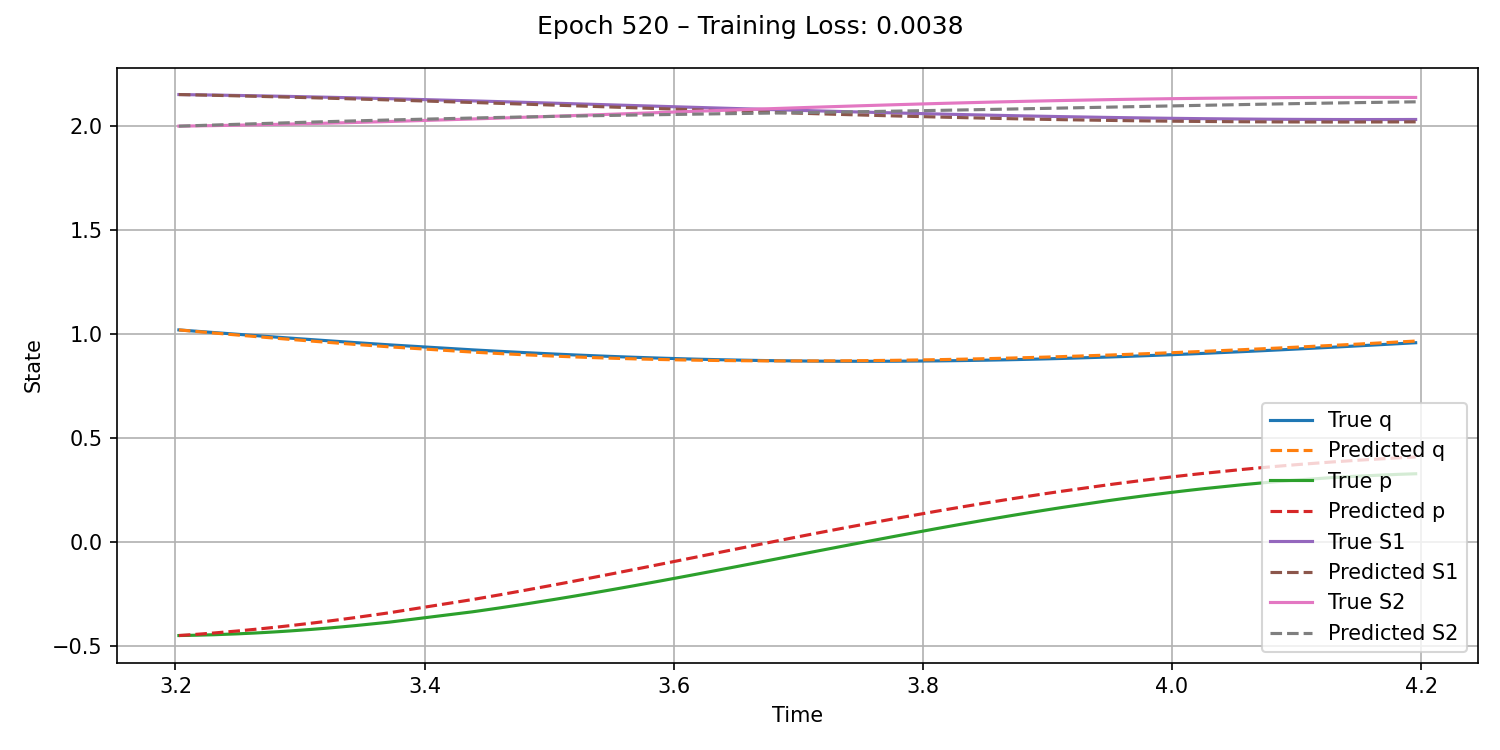 Epoch 520 – Training Loss: 0.0038
2.0
1.5
1.0
0.5
0.0
−0.5
State
True q
Predicted q
True p
Predicted p
True S1
Predicted S1
True S2
Predicted S2
3.2 3.4 3.6 3.8 4.0 4.2
Time